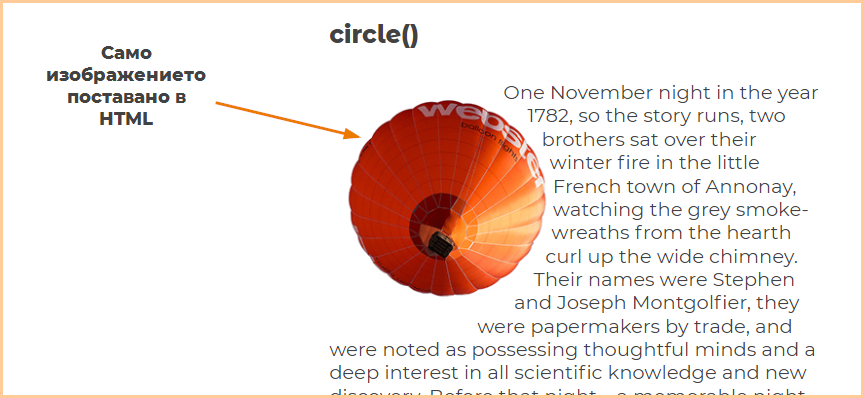 circle()
Само
изображението
поставано в
HTML
webster
balloon flights
One November night in the year
1782, so the story runs, two
brothers sat over their
winter fire in the little
French town of Annonay,
watching the grey smoke-
wreaths from the hearth
curl up the wide chimney.
Their names were Stephen
and Joseph Montgolfier, they
were papermakers by trade, and
were noted as possessing thoughtful minds and a
deep interest in all scientific knowledge and new
discovery. Before that night—a memorable night,